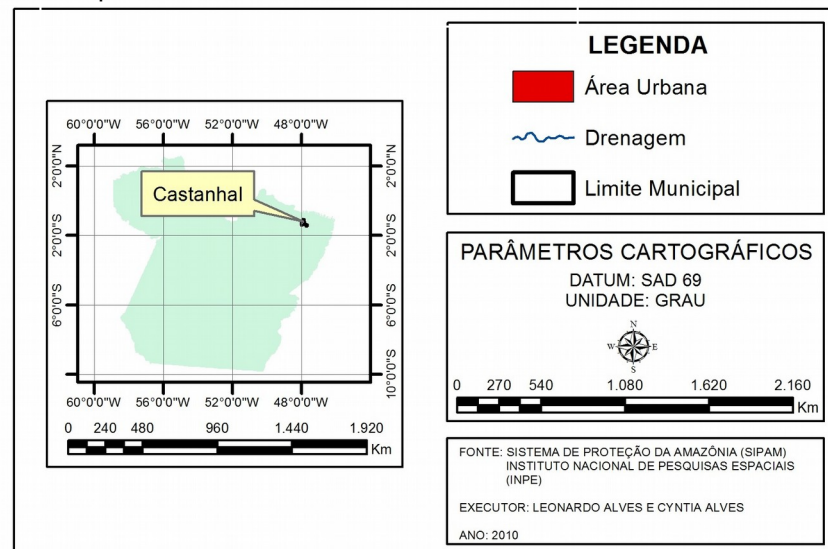 60°0'0"W 56°0'0"W 52°0'0"W 48°0'0"W
2°0'0"N 2°0'0"N
Castanhal
2°0'0"S 2°0'0"S
6°0'0"S 6°0'0"S
10°0'0"S
60°0'0"W 56°0'0"W 52°0'0"W 48°0'0"W
0 240 480 960 1.440 1.920
Km
LEGENDA
Área Urbana
Drenagem
Limite Municipal
PARÂMETROS CARTOGRÁFICOS
DATUM: SAD 69
UNIDADE: GRAU
N
W E
S
0 270 540 1.080 1.620 2.160
Km
FONTE: SISTEMA DE PROTEÇÃO DA AMAZÔNIA (SIPAM)
INSTITUTO NACIONAL DE PESQUISAS ESPACIAIS
(INPE)
EXECUTOR: LEONARDO ALVES E CYNTIA ALVES
ANO: 2010